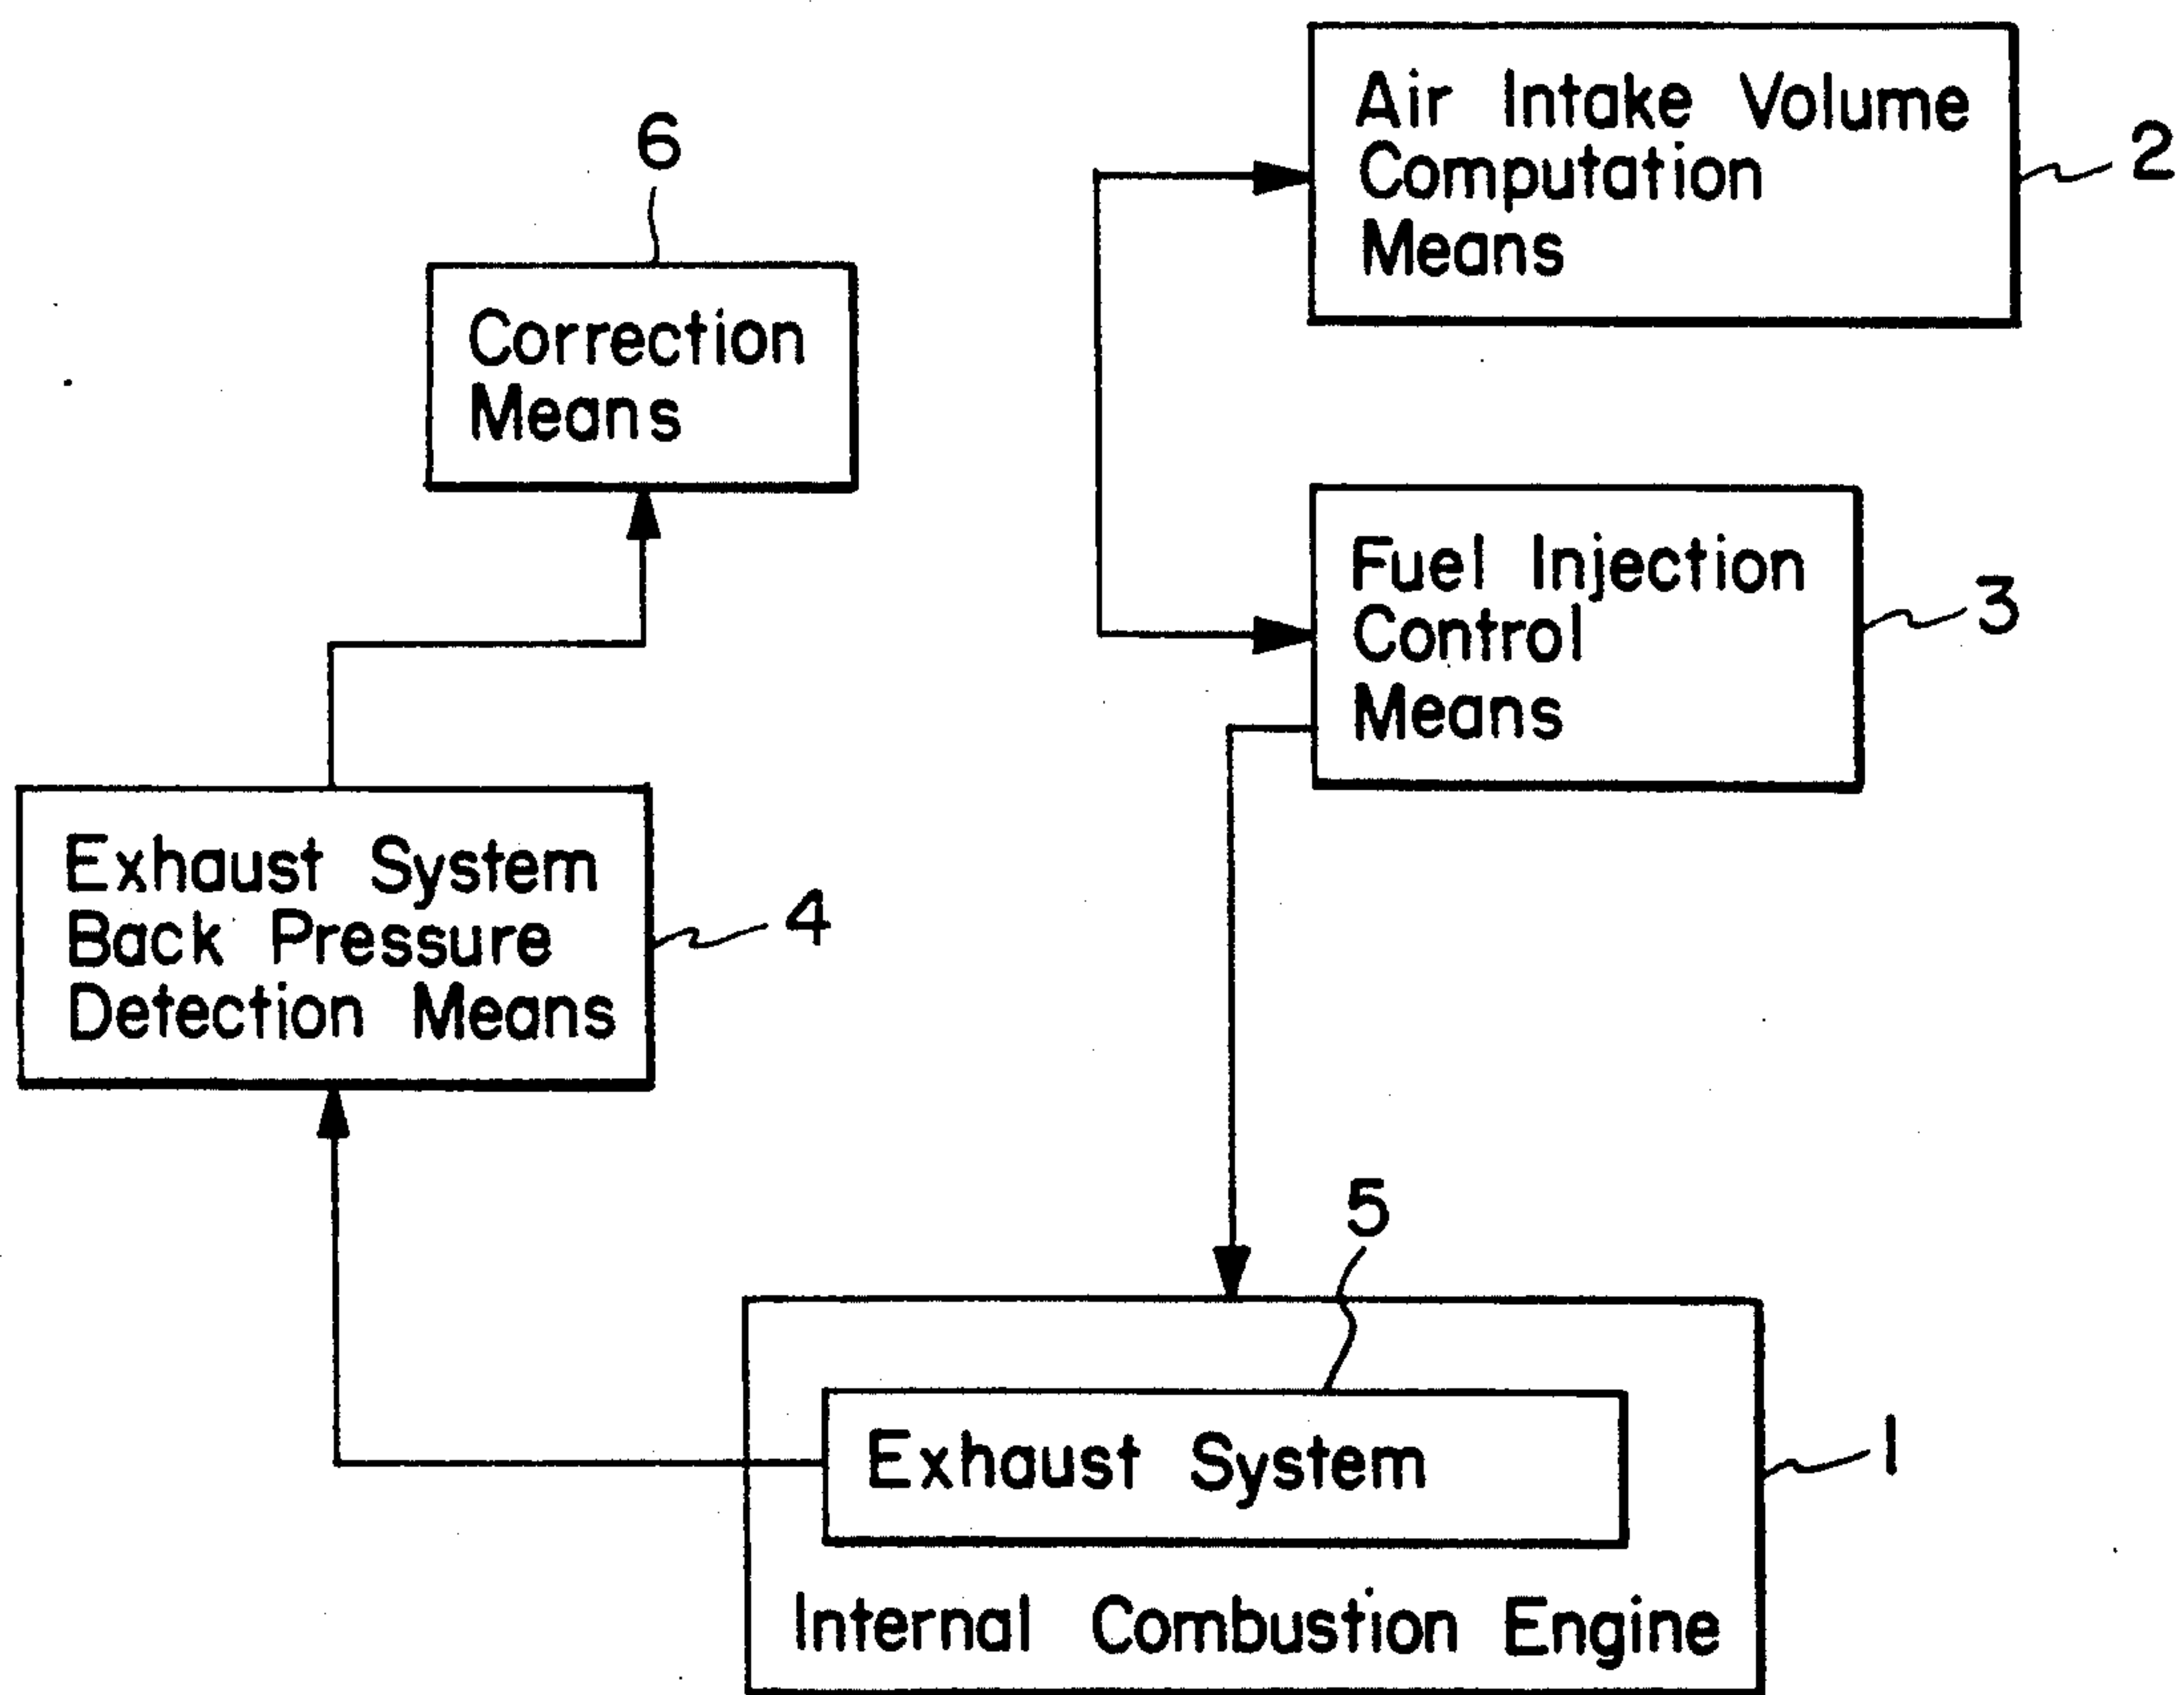 6
Correction
Means
Air Intake Volume
Computation
Means
2
Fuel Injection
Control
Means
3
Exhaust System
Back Pressure
Detection Means
4
5
Exhaust System
1
Internal Combustion Engine